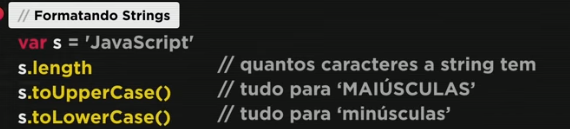 // Formatando Strings
var s = 'JavaScript'
s.length // quantos caracteres a string tem
s.toUpperCase() // tudo para ‘MAIÚSCULAS’
s.toLowerCase() // tudo para ‘minúsculas’